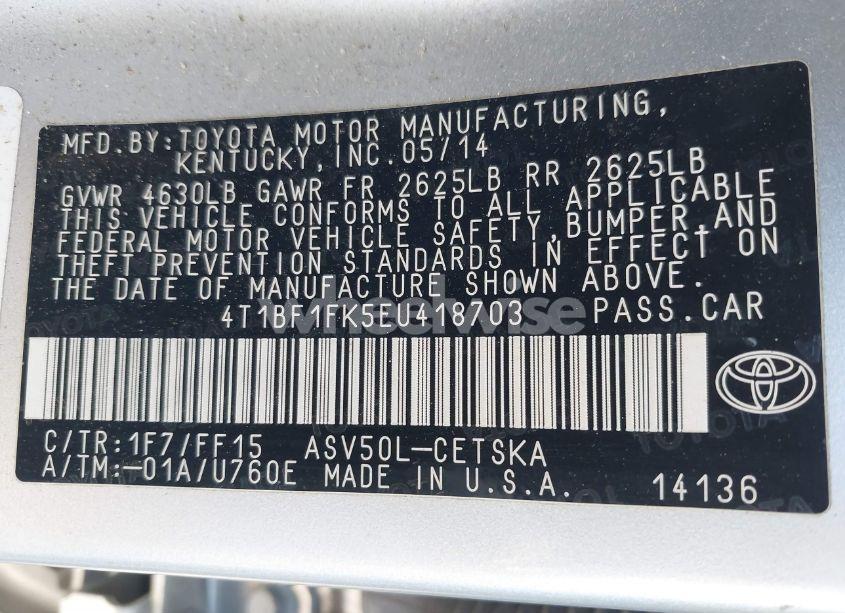 MFD. BY: TOYOTA MOTOR MANUFACTURING,
KENTUCKY, INC. 05/14
GVWR 4630LB GAWR FR 2625LB RR 2625LB
THIS VEHICLE CONFORMS TO ALL APPLICABLE
FEDERAL MOTOR VEHICLE SAFETY, BUMPER, AND
THEFT PREVENTION STANDARDS IN EFFECT ON
THE DATE OF MANUFACTURE SHOWN ABOVE.
4T1BF1FK5EU418703 PASS. CAR
wheelwise
C/TR: 1F7/FF15 ASV50L-CETSKA
A/TM:-01A/U760E MADE IN U.S.A. 14136